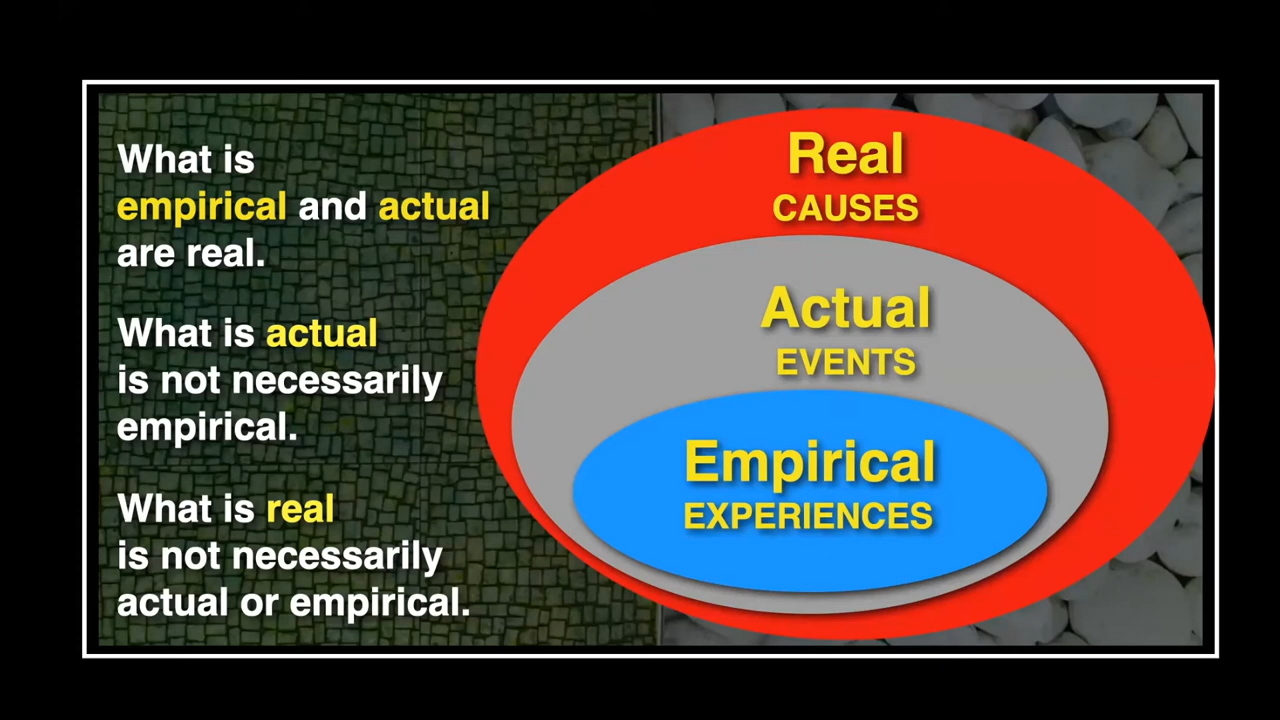 What is
empirical and actual
are real.
What is actual
is not necessarily
empirical.
What is real
is not necessarily
actual or empirical.
Real
CAUSES
Actual
EVENTS
Empirical
EXPERIENCES